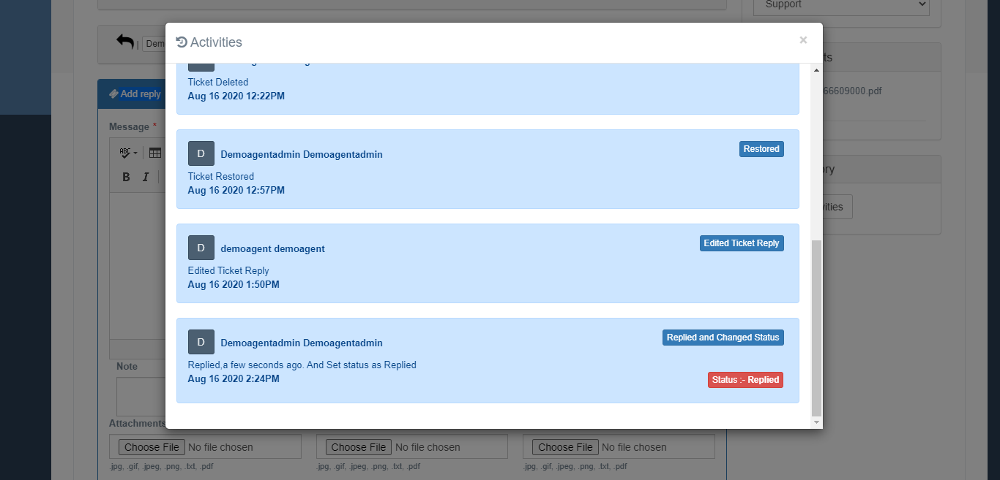 Support
Activities
×
Dem
Ticket Deleted
Aug 16 2020 12:22PM
ts
Add reply
66609000.pdf
Message *
D
Demoagentadmin Demoagentadmin
Restored
ABC
Ticket Restored
Aug 16 2020 12:57PM
ory
B I
vities
D
demoagent demoagent
Edited Ticket Reply
Edited Ticket Reply
Aug 16 2020 1:50PM
D
Demoagentadmin Demoagentadmin
Replied and Changed Status
Replied,a few seconds ago. And Set status as Replied
Note
Aug 16 2020 2:24PM
Status :- Replied
Attachments
Choose File No file chosen
Choose File No file chosen
Choose File No file chosen
.jpg, .gif, .jpeg, .png, .txt, .pdf
.jpg, .gif, .jpeg, .png, .txt, .pdf
.jpg, .gif, .jpeg, .png, .txt, .pdf